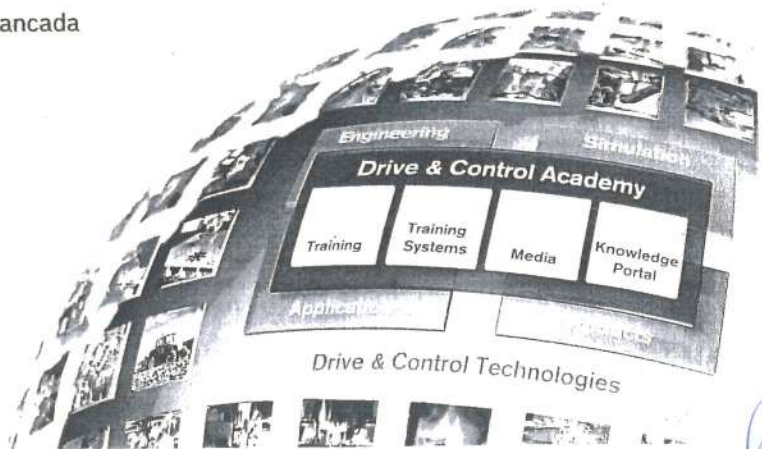 ancada
Engineering
Simulation
Drive & Control Academy
Training
Training
Systems
Media
Knowledge
Portal
Drive & Control Technologies